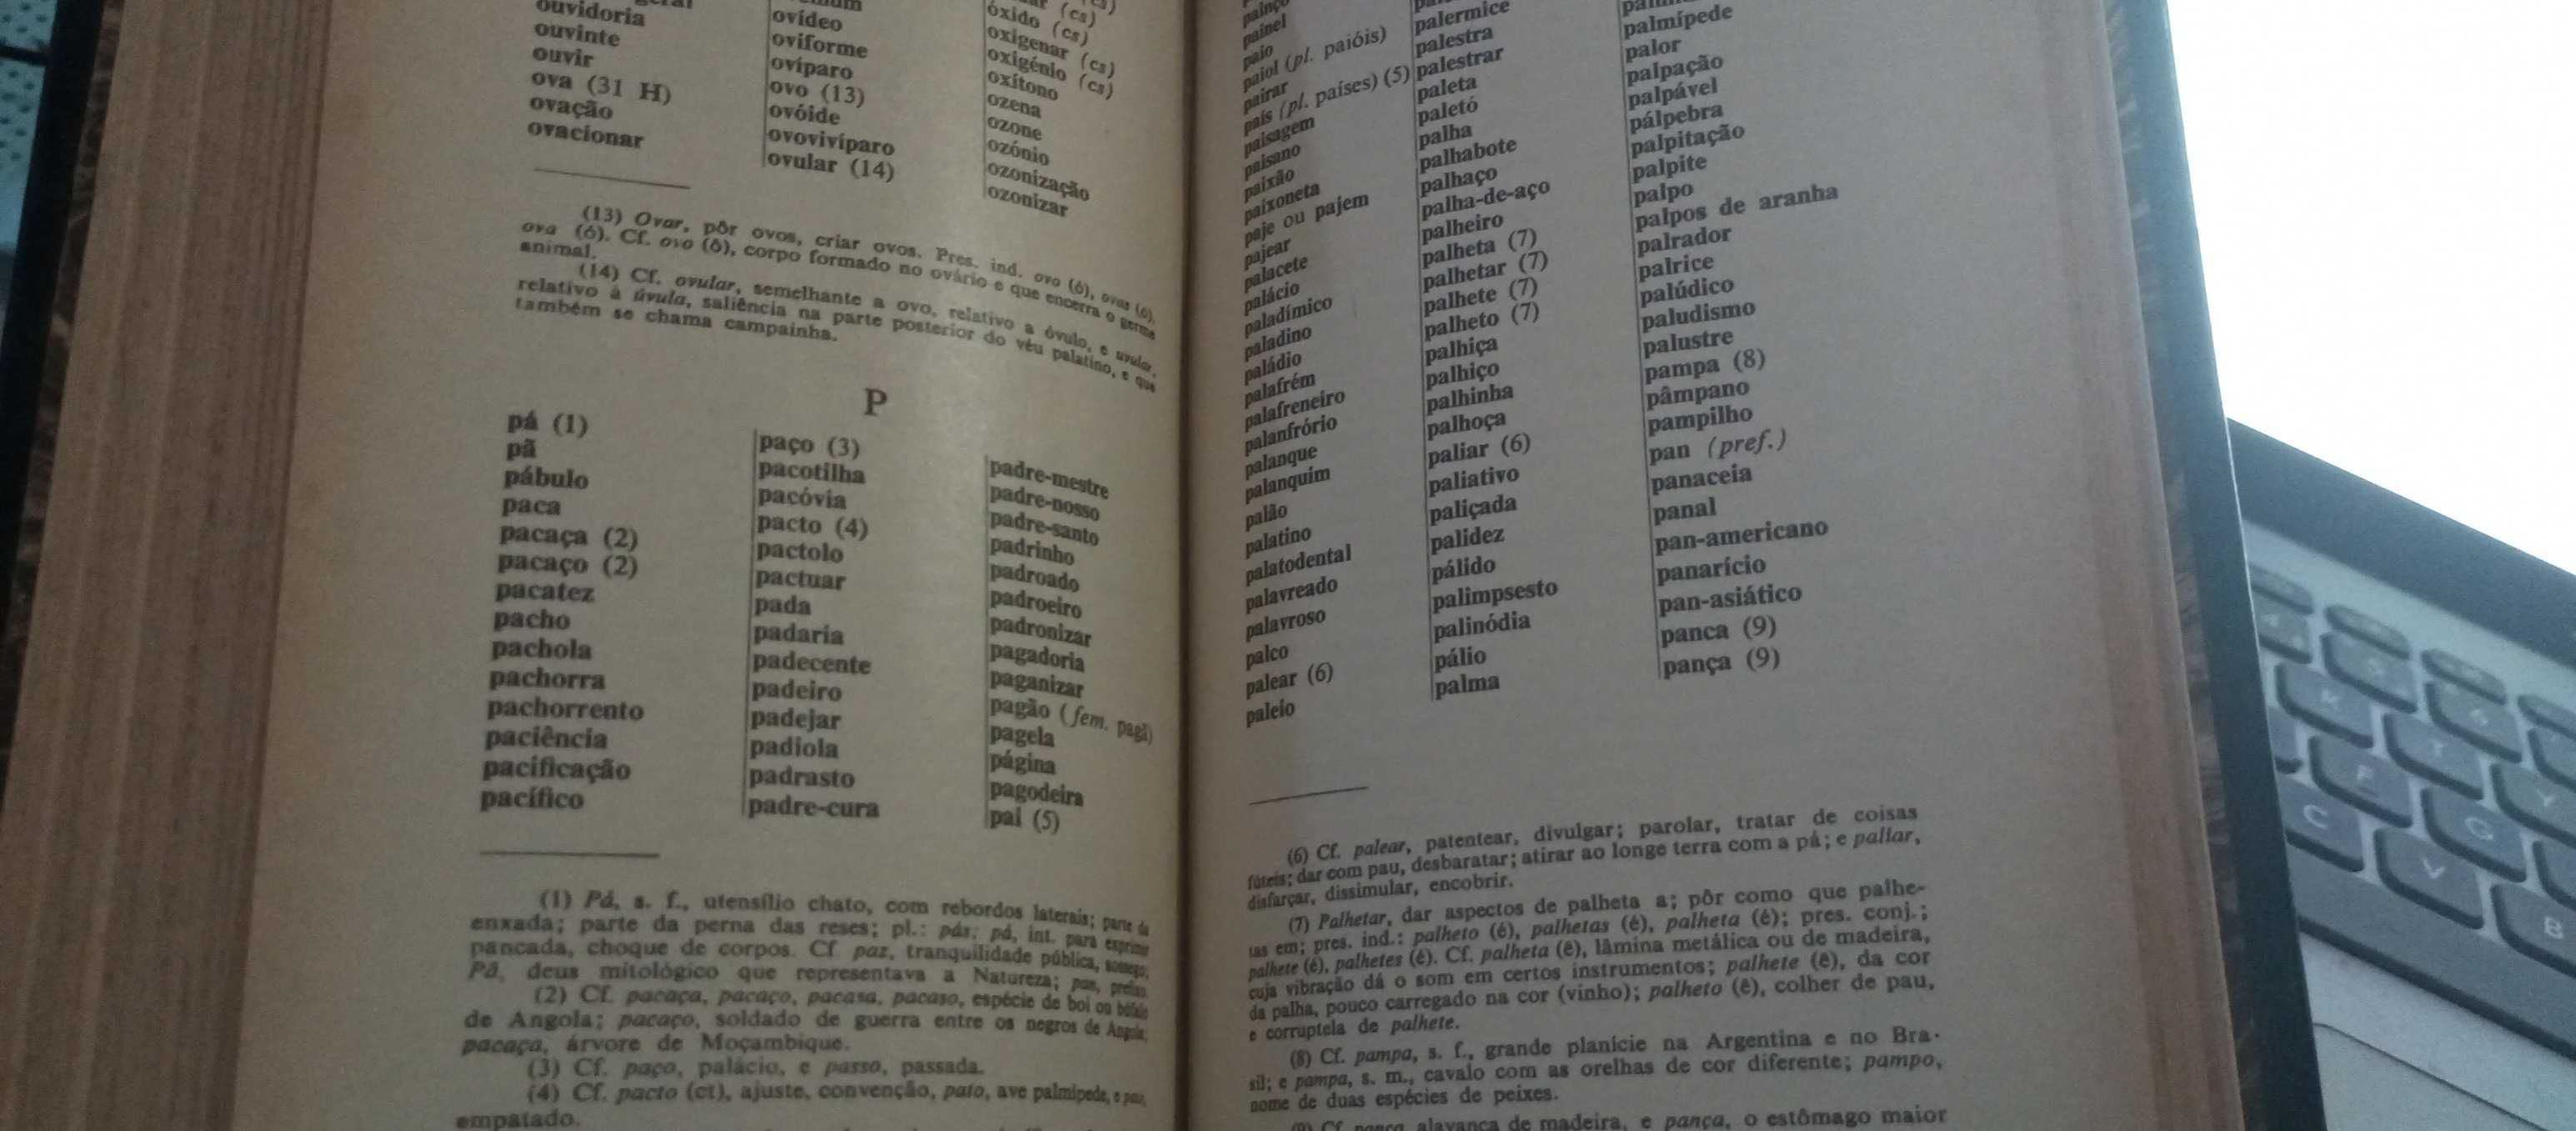 ouvidoria
ouvinte
ouvir
ova (31 H)
ovação
ovacionar
ovídeo
oviforme
ovíparo
ovo (13)
ovóide
ovovivíparo
ovular (14)
(cs)
óxido (cs)
oxigenar (cs)
oxigénio (cs)
oxítono
ozena
ozone
ozónio
ozonização
ozonizar
(13) Ovar, pôr ovos, criar ovos. Pres. ind. ovo (ó), ovas (ó),
ova (ó). Cf. ovo (ô), corpo formado no ovário e que encerra o germe
animal.
(14) Cf. ovular, semelhante a ovo, relativo a óvulo, e uvular,
relativo à úvula, saliência na parte posterior do véu palatino, e que
também se chama campainha.
P
pá (1)
pã
pábulo
paca
pacaça (2)
pacaço (2)
pacatez
pacho
pachola
pachorra
pachorrento
paciência
pacificação
pacífico
paço (3)
pacotilha
pacóvia
pacto (4)
pactolo
pactuar
pada
padaria
padecente
padeiro
padejar
padiola
padrasto
padre-cura
padre-mestre
padre-nosso
padre-santo
padrinho
padroado
padroeiro
padronizar
pagadoria
paganizar
pagão (fem. pagã)
pagela
página
pagodeira
pai (5)
(1) Pá, s. f., utensílio chato, com rebordos laterais; parte da
enxada; parte da perna das reses; pl.: pás; pá, int. para exprimir
pancada, choque de corpos. Cf. paz, tranquilidade pública, sossego;
Pã, deus mitológico que representava a Natureza; pan, prefixo.
(2) Cf. pacaça, pacaço, pacasa, pacaso, espécie de boi ou búfalo
de Angola; pacaço, soldado de guerra entre os negros de Angola;
pacaça, árvore de Moçambique.
(3) Cf. paço, palácio, e passo, passada.
(4) Cf. pacto (ct), ajuste, convenção, pato, ave palmípede, e
empatado.
painel
paio
paiol (pl. paióis)
pairar
país (pl. países) (5)
paisagem
paisano
paixão
paixoneta
paje ou pajem
pajear
palacete
palácio
paladímico
paladino
paládio
palafrém
palafreneiro
palanfrório
palanque
palanquim
palão
palatino
palatodental
palavreado
palavroso
palco
palear (6)
paleio
palermice
palestra
palestrar
paleta
paletó
palha
palhabote
palhaço
palha-de-aço
palheiro
palheta (7)
palhetar (7)
palhete (7)
palheto (7)
palhiça
palhiço
palhinha
palhoça
paliar (6)
paliativo
paliçada
palidez
pálido
palimpsesto
palinódia
pálio
palma
palmípede
palor
palpação
palpável
pálpebra
palpitação
palpite
palpo
palpos de aranha
palrador
palrice
palúdico
paludismo
palustre
pampa (8)
pâmpano
pampilho
pan (pref.)
panaceia
panal
pan-americano
panarício
pan-asiático
panca (9)
pança (9)
(6) Cf. palear, patentear, divulgar; parolar, tratar de coisas
fúteis; dar com pau, desbaratar; atirar ao longe terra com a pá; e paliar,
disfarçar, dissimular, encobrir.
(7) Palhetar, dar aspectos de palheta a; pôr como que palhe-
tas em; pres. ind.: palheto (é), palhetas (é), palheta (é); pres. conj.;
palhete (é), palhetes (é). Cf. palheta (ê), lâmina metálica ou de madeira,
cuja vibração dá o som em certos instrumentos; palhete (ê), da cor
da palha, pouco carregado na cor (vinho); palheto (ê), colher de pau,
e corruptela de palhete.
(8) Cf. pampa, s. f., grande planície na Argentina e no Bra-
sil; e pampa, s. m., cavalo com as orelhas de cor diferente; pampo,
nome de duas espécies de peixes.
(9) Cf. panca, alavanca de madeira, e pança, o estômago maior
K
T
6
F
G
Y
C
V
B